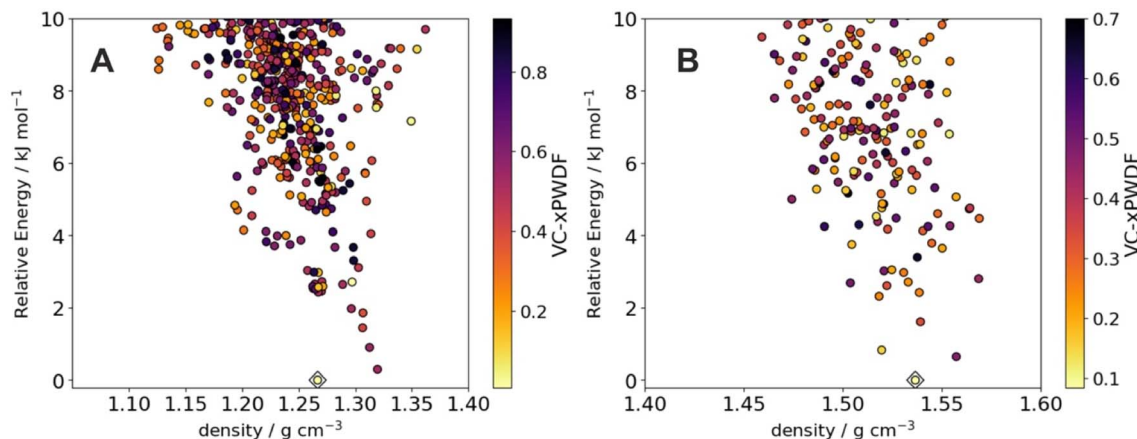 A
10
8
6
4
2
0
Relative Energy / kJ mol⁻¹
1.10 1.15 1.20 1.25 1.30 1.35 1.40
density / g cm⁻³
0.8
0.6
0.4
0.2
VC-xPWDF
B
10
8
6
4
2
0
Relative Energy / kJ mol⁻¹
1.40 1.45 1.50 1.55 1.60
density / g cm⁻³
0.7
0.6
0.5
0.4
0.3
0.2
0.1
VC-xPWDF